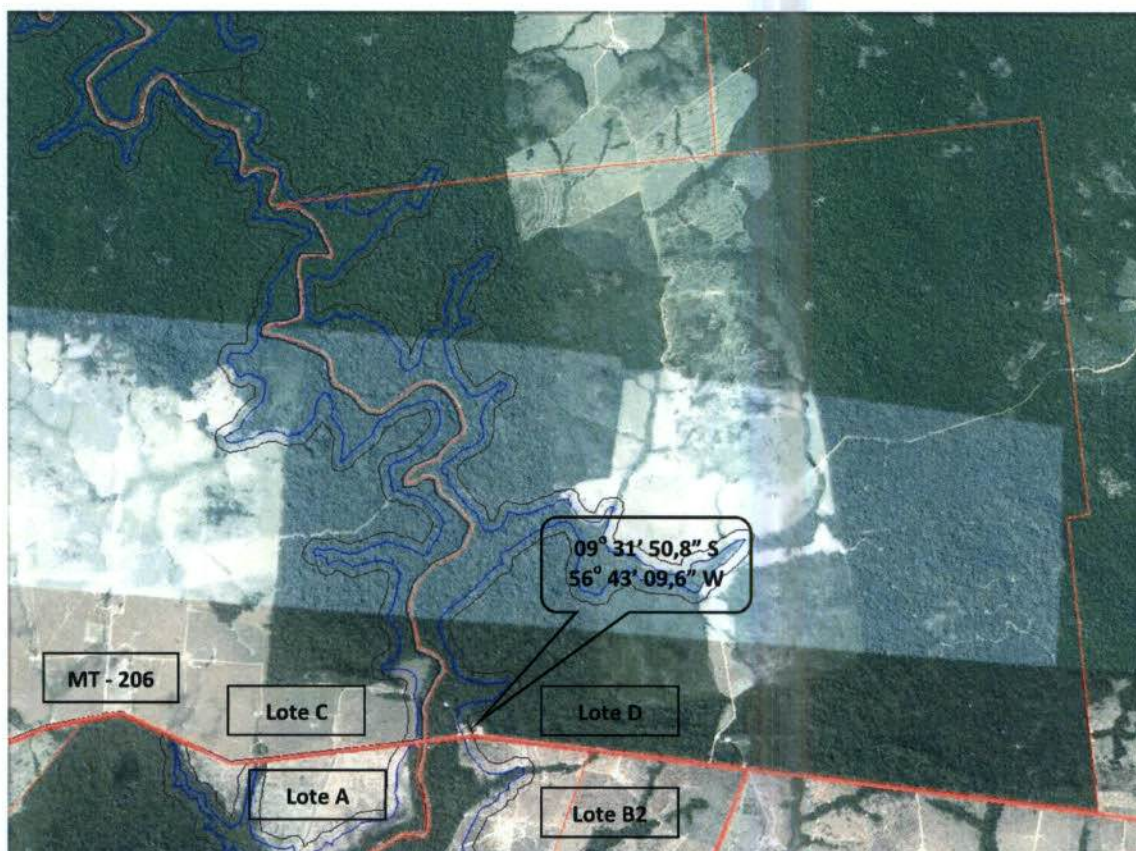 09° 31' 50,8” S
56° 43' 09,6” W
MT - 206
Lote C
Lote D
Lote A
Lote B2